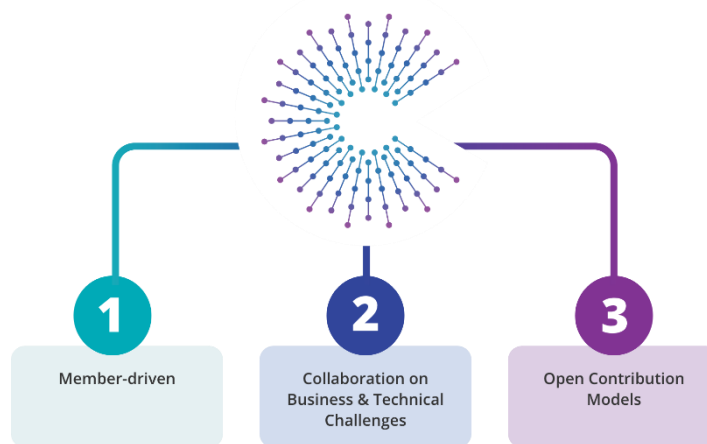 1
Member-driven
2
Collaboration on
Business & Technical
Challenges
3
Open Contribution
Models